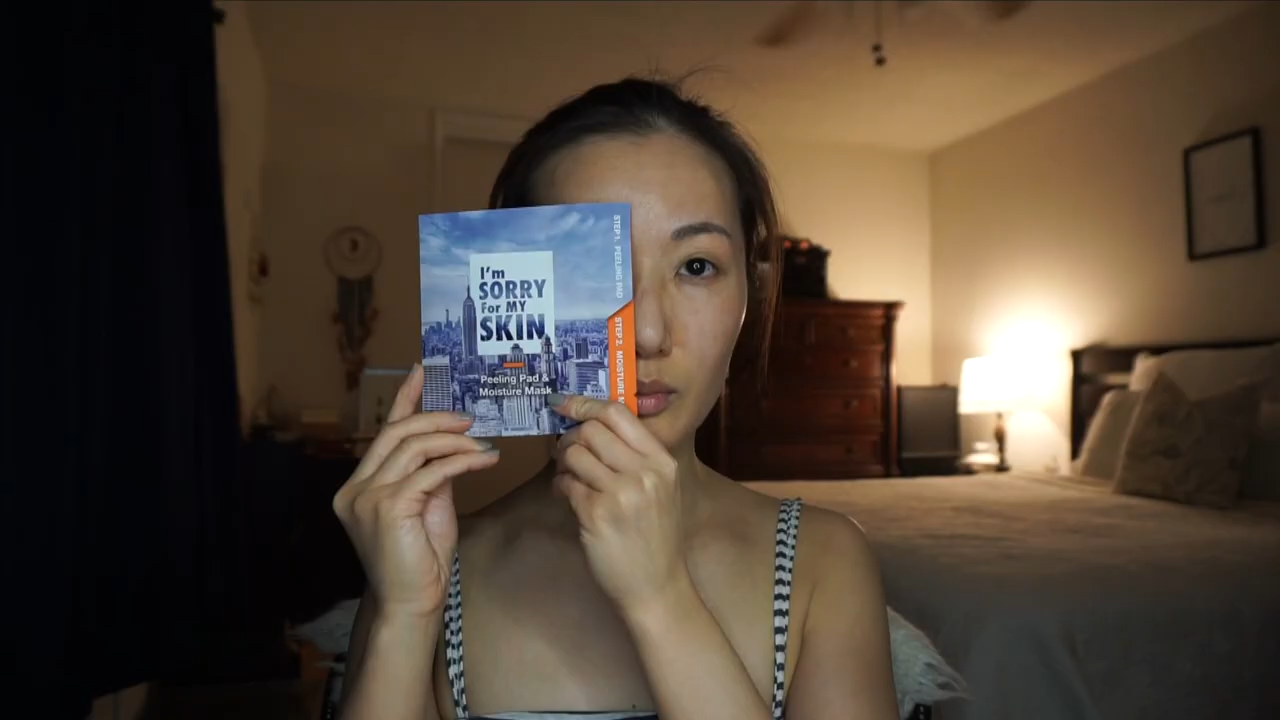 I'm
SORRY
For MY
SKIN
Peeling Pad &
Moisture Mask
STEP 1. PEELING PAD
STEP 2. MOISTURE